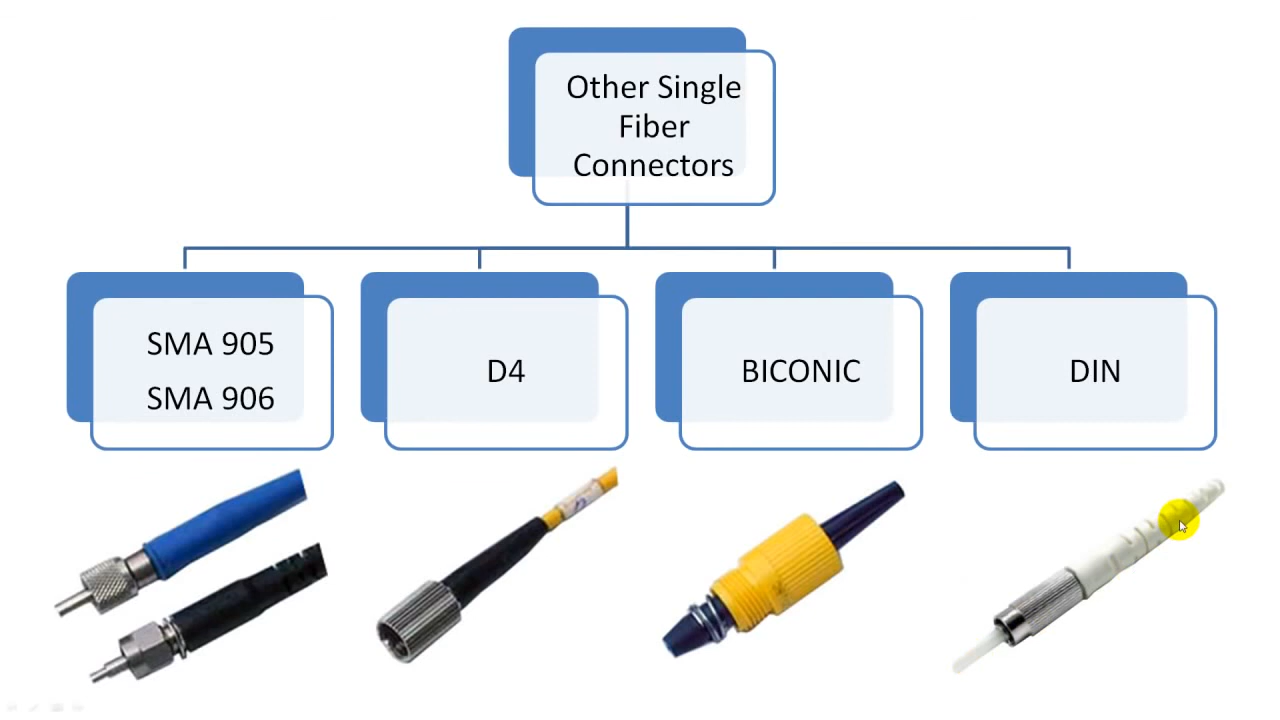 Other Single
Fiber
Connectors
SMA 905
SMA 906
D4
BICONIC
DIN